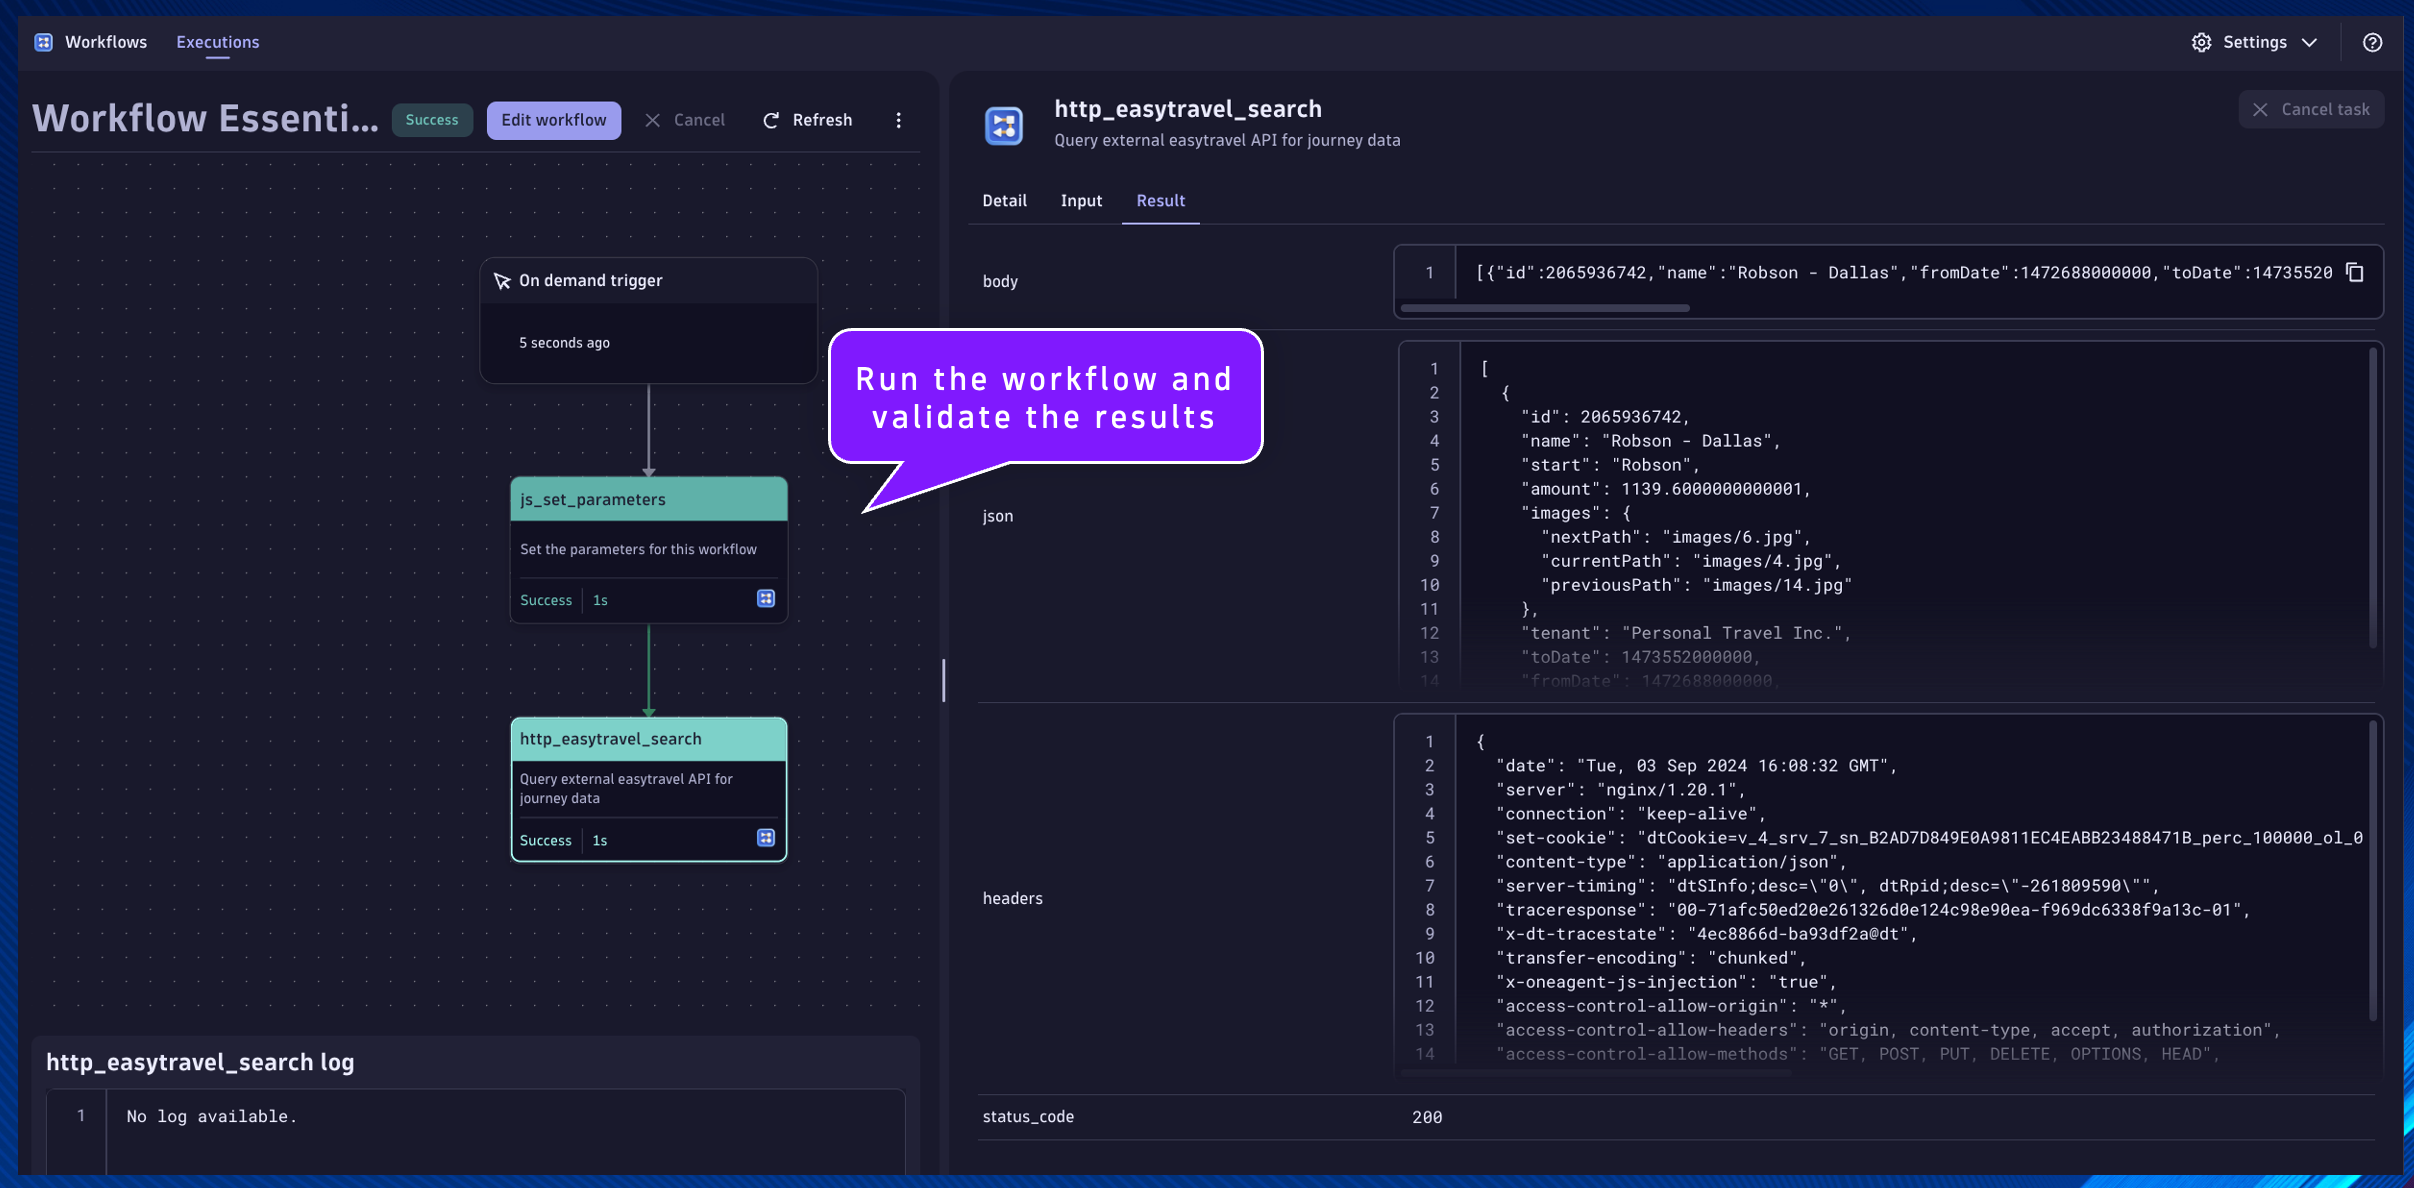 Workflows
Executions
Settings
Workflow Essenti...
Success
Edit workflow
Cancel
Refresh
On demand trigger
5 seconds ago
Run the workflow and
validate the results
js_set_parameters
Set the parameters for this workflow
Success
1s
http_easytravel_search
Query external easytravel API for
journey data
Success
1s
http_easytravel_search log
1
No log available.
http_easytravel_search
Query external easytravel API for journey data
Cancel task
Detail
Input
Result
body
1 [{"id":2065936742,"name":"Robson - Dallas","fromDate":1472688000000,"toDate":14735520
json
1 [
2 {
3 "id": 2065936742,
4 "name": "Robson - Dallas",
5 "start": "Robson",
6 "amount": 1139.6000000000001,
7 "images": {
8 "nextPath": "images/6.jpg",
9 "currentPath": "images/4.jpg",
10 "previousPath": "images/14.jpg"
11 },
12 "tenant": "Personal Travel Inc.",
13 "toDate": 1473552000000,
14 "fromDate": 1472688000000,
headers
1 {
2 "date": "Tue, 03 Sep 2024 16:08:32 GMT",
3 "server": "nginx/1.20.1",
4 "connection": "keep-alive",
5 "set-cookie": "dtCookie=v_4_srv_7_sn_B2AD7D849E0A9811EC4EABB23488471B_perc_100000_ol_0
6 "content-type": "application/json",
7 "server-timing": "dtSInfo;desc=\"0\", dtRpid;desc=\"-261809590\"",
8 "traceresponse": "00-71afc50ed20e261326d0e124c98e90ea-f969dc6338f9a13c-01",
9 "x-dt-tracestate": "4ec8866d-ba93df2a@dt",
10 "transfer-encoding": "chunked",
11 "x-oneagent-js-injection": "true",
12 "access-control-allow-origin": "*",
13 "access-control-allow-headers": "origin, content-type, accept, authorization",
14 "access-control-allow-methods": "GET, POST, PUT, DELETE, OPTIONS, HEAD",
status_code
200